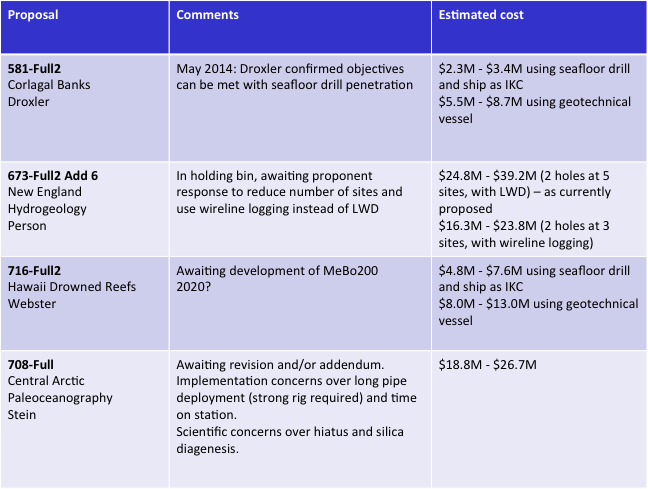 Proposal
Comments
Estimated cost
581-Full2
Corlagal Banks
Droxler
May 2014: Droxler confirmed objectives
can be met with seafloor drill penetration
$2.3M - $3.4M using seafloor drill
and ship as IKC
$5.5M - $8.7M using geotechnical
vessel
673-Full2 Add 6
New England
Hydrogeology
Person
In holding bin, awaiting proponent
response to reduce number of sites and
use wireline logging instead of LWD
$24.8M - $39.2M (2 holes at 5
sites, with LWD) – as currently
proposed
$16.3M - $23.8M (2 holes at 3
sites, with wireline logging)
716-Full2
Hawaii Drowned Reefs
Webster
Awaiting development of MeBo200
2020?
$4.8M - $7.6M using seafloor drill
and ship as IKC
$8.0M - $13.0M using geotechnical
vessel
708-Full
Central Arctic
Paleoceanography
Stein
Awaiting revision and/or addendum.
Implementation concerns over long pipe
deployment (strong rig required) and time
on station.
Scientific concerns over hiatus and silica
diagenesis.
$18.8M - $26.7M